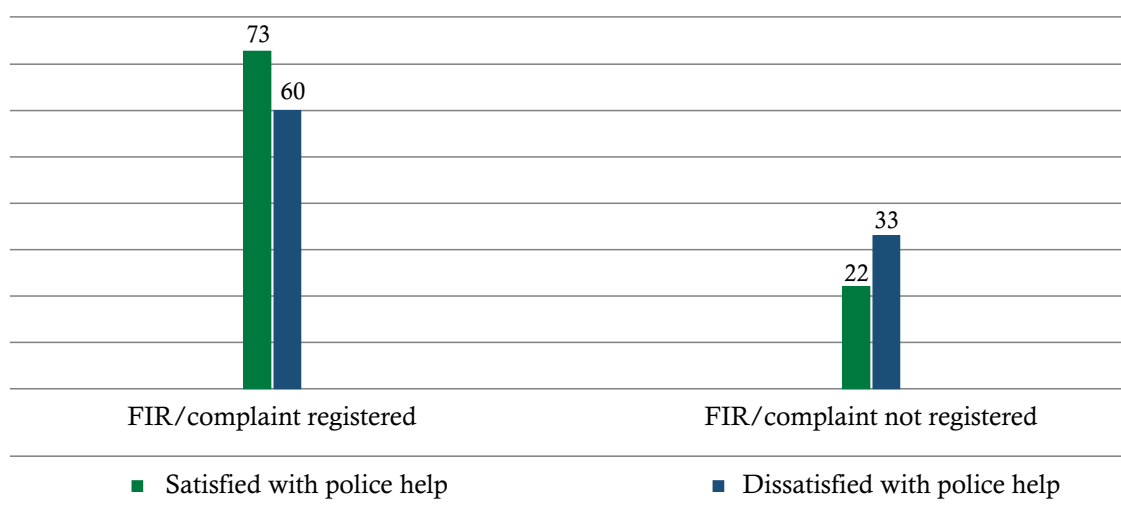 73
60
33
22
FIR/complaint registered
FIR/complaint not registered
Satisfied with police help
Dissatisfied with police help